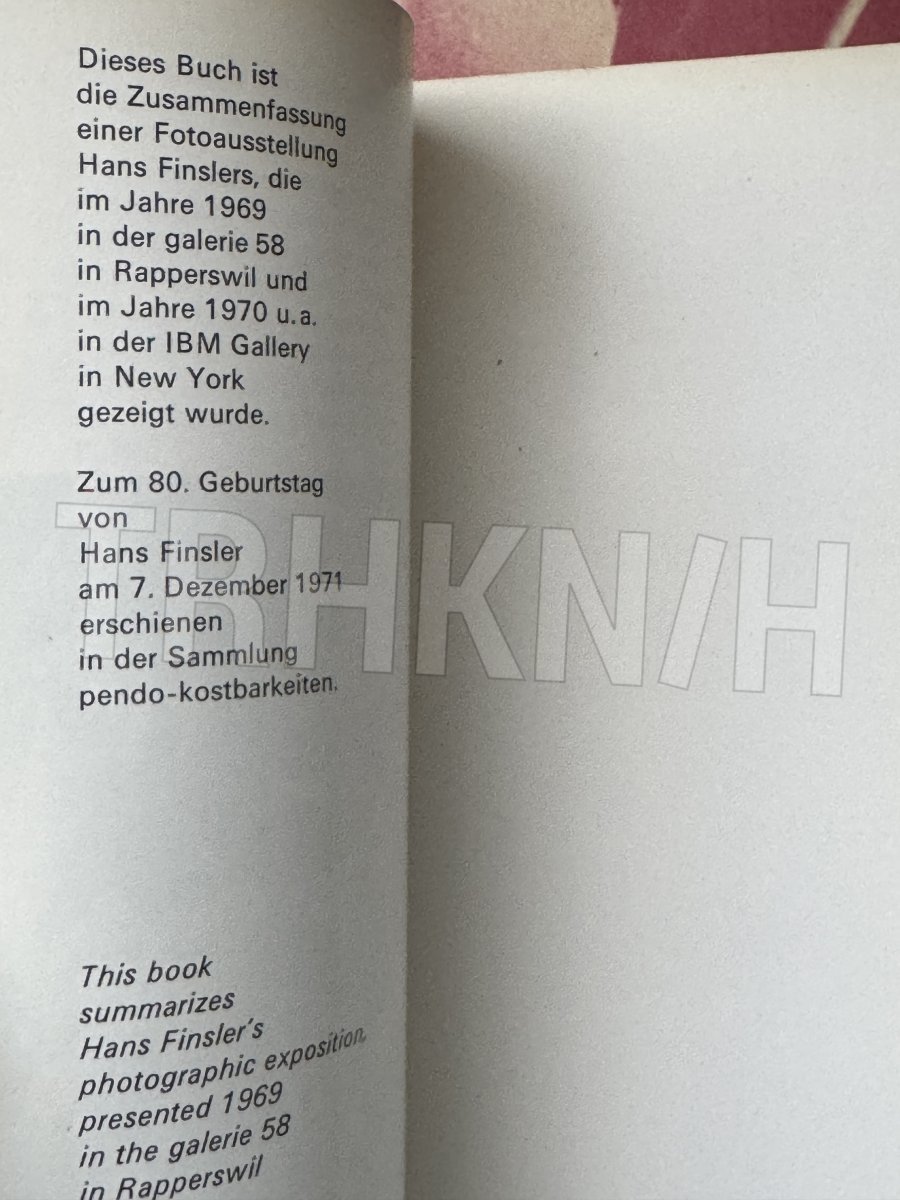 Dieses Buch ist
die Zusammenfassung
einer Fotoausstellung
Hans Finslers, die
im Jahre 1969
in der galerie 58
in Rapperswil und
im Jahre 1970 u.a.
in der IBM Gallery
in New York
gezeigt wurde.
Zum 80. Geburtstag
von
Hans Finsler
am 7. Dezember 1971
erschienen
in der Sammlung
pendo-kostbarkeiten.
TRHKN/H
This book
summarizes
Hans Finsler's
photographic exposition,
presented 1969
in the galerie 58
in Rapperswil